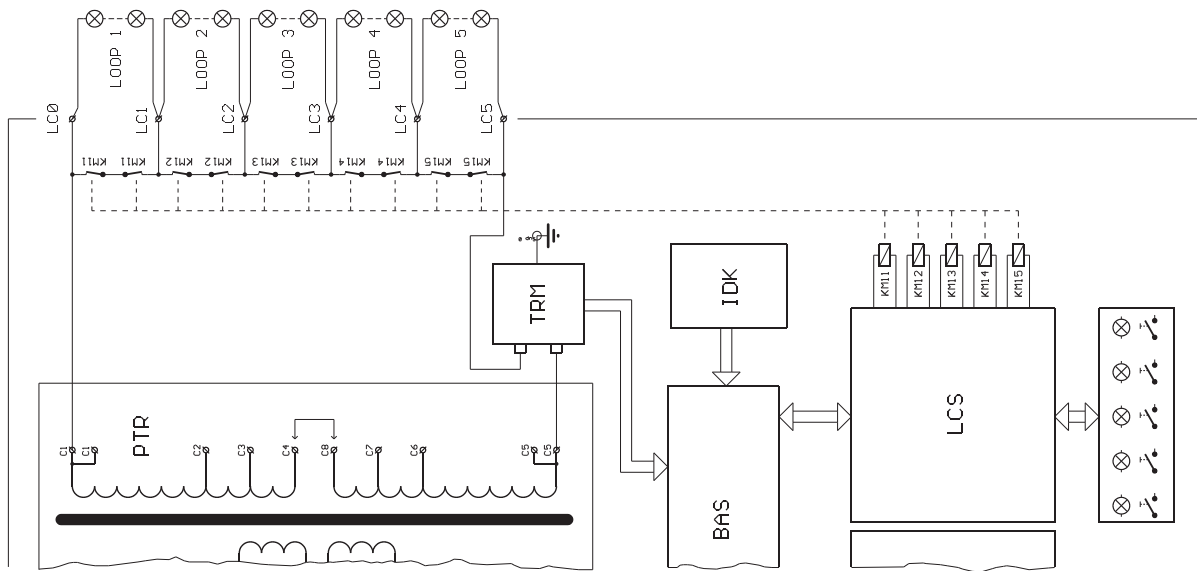 LOOP 1
LOOP 2
LOOP 3
LOOP 4
LOOP 5
LC0
LC1
LC2
LC3
LC4
LC5
KM11
KM11
KM12
KM12
KM13
KM13
KM14
KM14
KM15
KM15
TRM
IDK
KM11
KM12
KM13
KM14
KM15
PTR
C1
C1
C2
C3
C4
C8
C7
C6
C5
C5
BAS
LCS